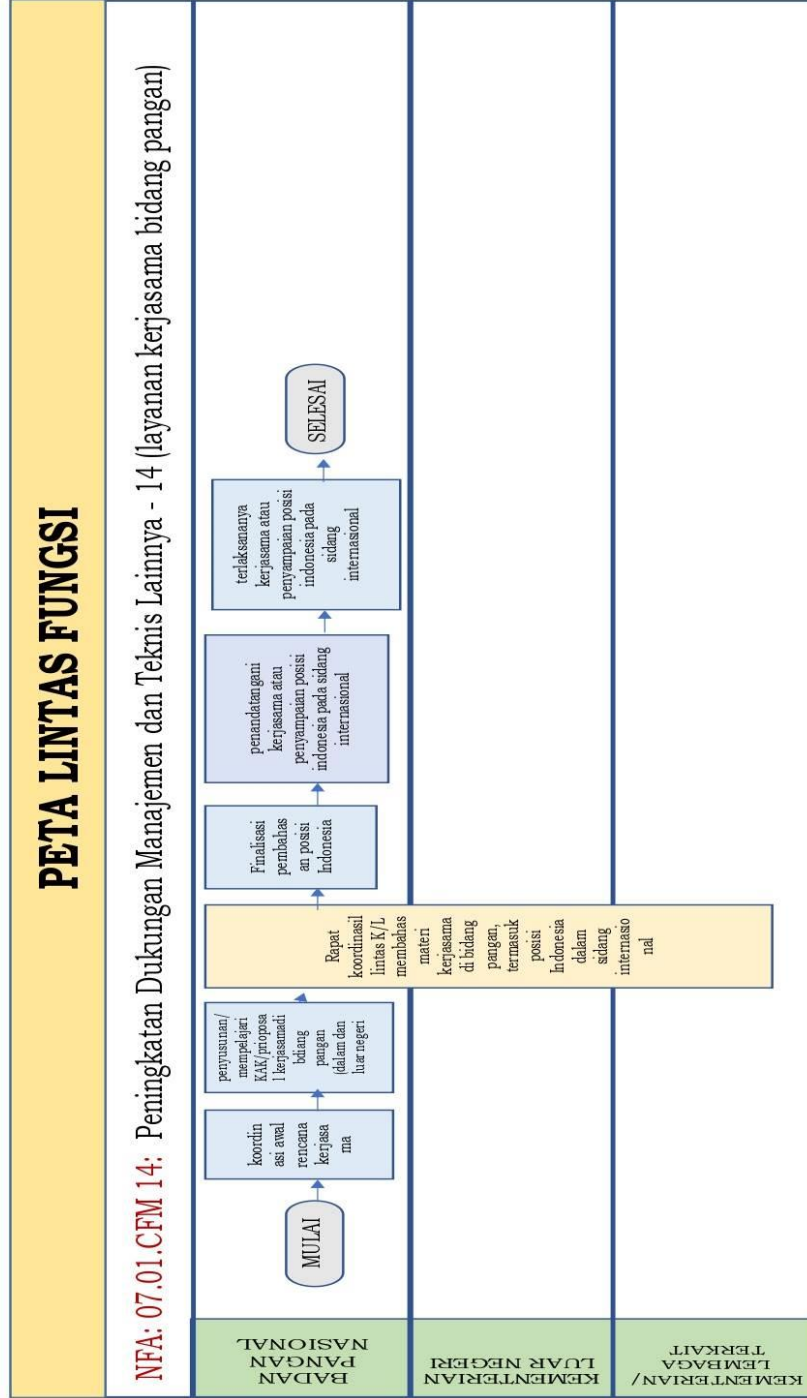 PETA LINTAS FUNGSI
NFA: 07.01.CFM 14: Peningkatan Dukungan Manajemen dan Teknis Lainnya - 14 (layanan kerjasama bidang pangan)
BADAN
PANGAN
NASIONAL
MULAI
koordin
asi awal
rencana
kerjasa
ma
penyusunan/
mempelajari
KAK/prioposa
l kerjasamadi
bdiang
pangan
(dalam dan
luar negeri
Rapat
koordinasil
lintas K/L
membahas
materi
kerjasama
di bidang
pangan,
termasuk
posisi
Indonesia
dalam
sidang
internasio
nal
Finalisasi
pembahas
an posisi
Indonesia
penandatangani
kerjasama atau
penyampaian posisi
indonesia pada sidang
internasional
terlaksananya
kerjasama atau
penyampaian posisi
indonesia pada
sidang
internasional
SELESAI
KEMENTERIAN
LUAR NEGERI
KEMENTERIAN/
LEMBAGA
TERKAIT